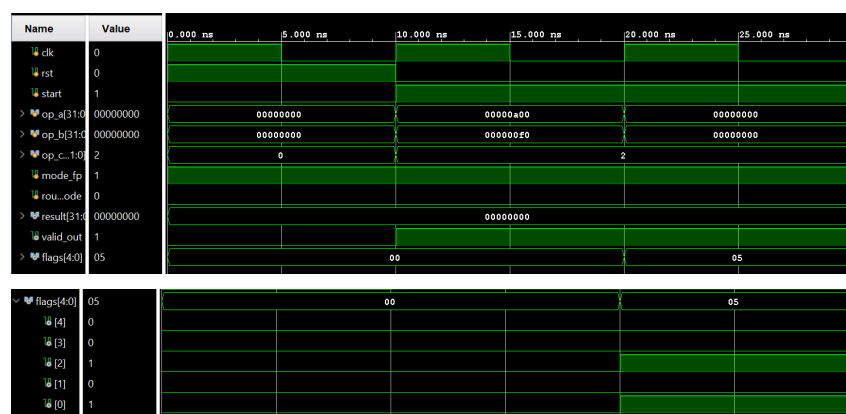 Name Value 0.000 ns 5.000 ns 10.000 ns 15.000 ns 20.000 ns 25.000 ns
clk 0
rst 0
start 1
op_a[31:0 00000000 00000000 00000a00 00000000
op_b[31:0 00000000 00000000 000000f0 00000000
op_c...1:0] 2 0 2
mode_fp 1
rou...ode 0
result[31:0 00000000 00000000
valid_out 1
flags[4:0] 05 00 05
flags[4:0] 05 00 05
[4] 0
[3] 0
[2] 1
[1] 0
[0] 1